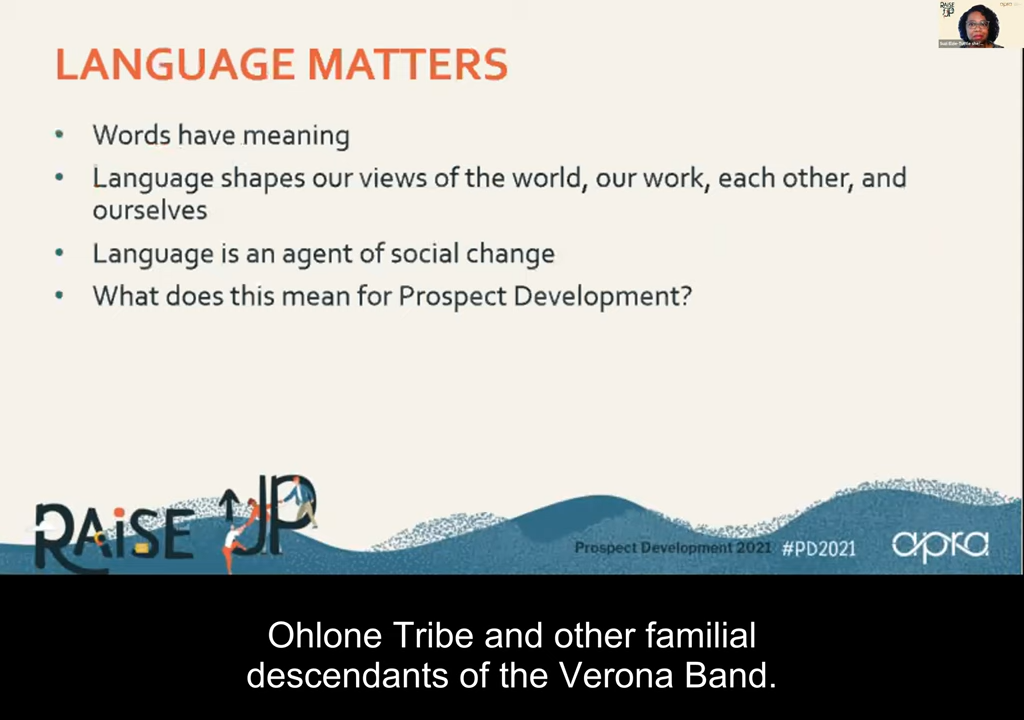 LANGUAGE MATTERS
• Words have meaning
• Language shapes our views of the world, our work, each other, and
ourselves
• Language is an agent of social change
• What does this mean for Prospect Development?
RAiSE UP
Prospect Development 2021 #PD2021 apra
Ohlone Tribe and other familial
descendants of the Verona Band.